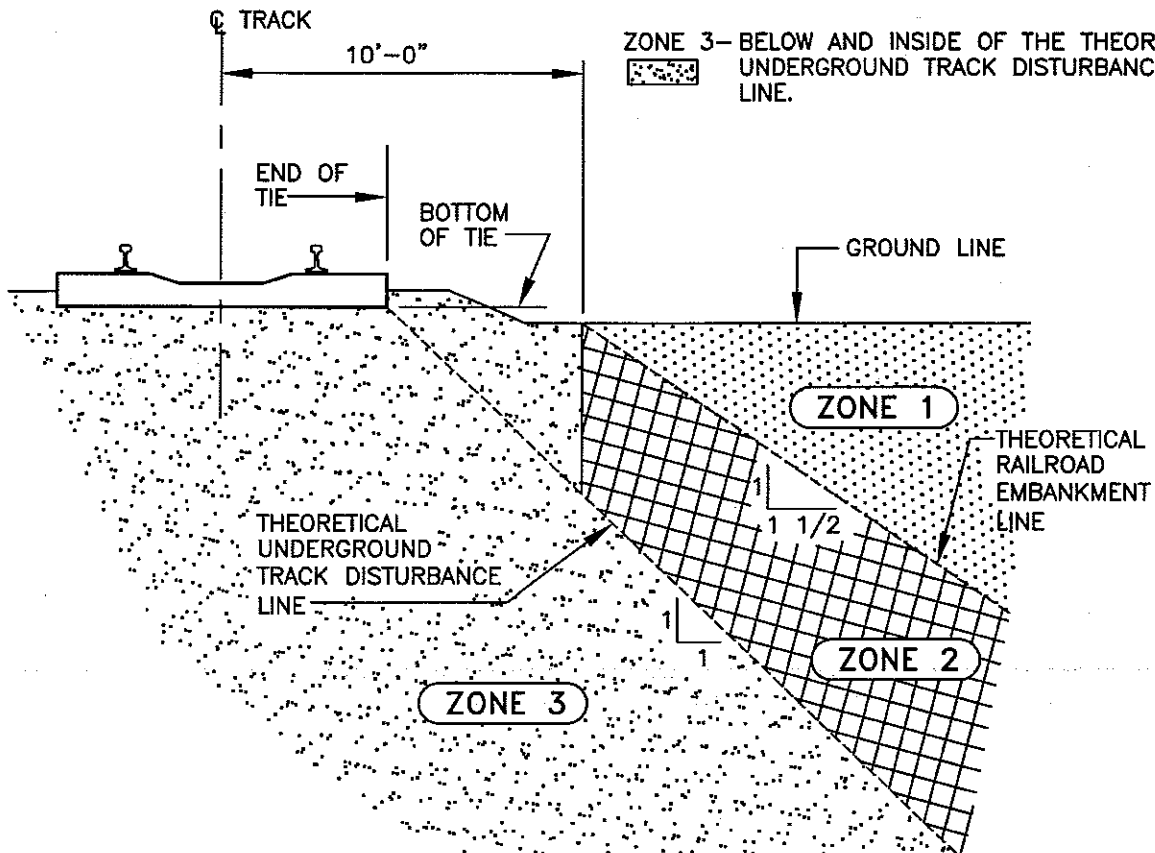 ℄ TRACK
10'-0"
ZONE 3- BELOW AND INSIDE OF THE THEOR
UNDERGROUND TRACK DISTURBANC
LINE.
END OF
TIE
BOTTOM
OF TIE
GROUND LINE
ZONE 1
THEORETICAL
RAILROAD
EMBANKMENT
LINE
1
1 1/2
THEORETICAL
UNDERGROUND
TRACK DISTURBANCE
LINE
1
1
ZONE 2
ZONE 3